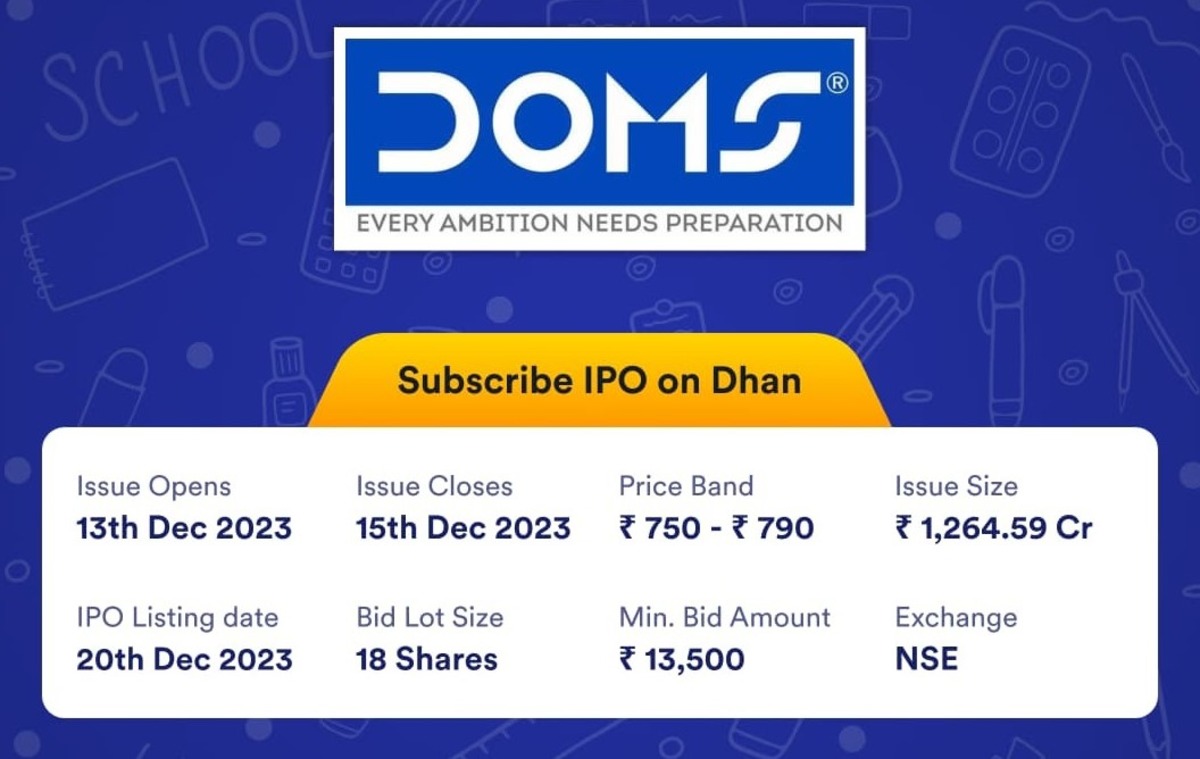 SCHOOL
DOMS®
EVERY AMBITION NEEDS PREPARATION
Subscribe IPO on Dhan
Issue Opens
13th Dec 2023
Issue Closes
15th Dec 2023
Price Band
₹ 750 - ₹ 790
Issue Size
₹ 1,264.59 Cr
IPO Listing date
20th Dec 2023
Bid Lot Size
18 Shares
Min. Bid Amount
₹ 13,500
Exchange
NSE